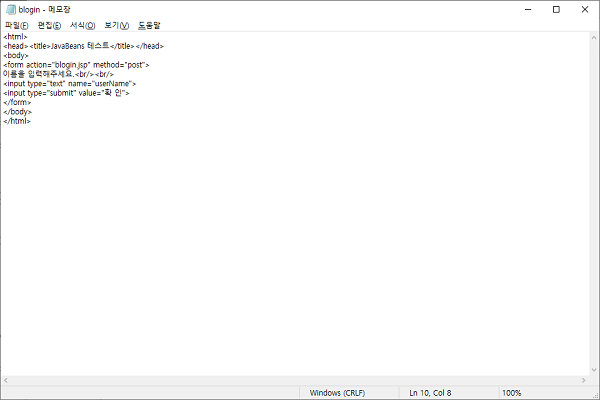 blogin - 메모장
파일(F) 편집(E) 서식(O) 보기(V) 도움말
<html>
<head><title>JavaBeans 테스트</title></head>
<body>
<form action="blogin.jsp" method="post">
이름을 입력해주세요.<br/><br/>
<input type="text" name="userName">
<input type="submit" value="확 인">
</form>
</body>
</html>
Windows (CRLF) Ln 10, Col 8 100%